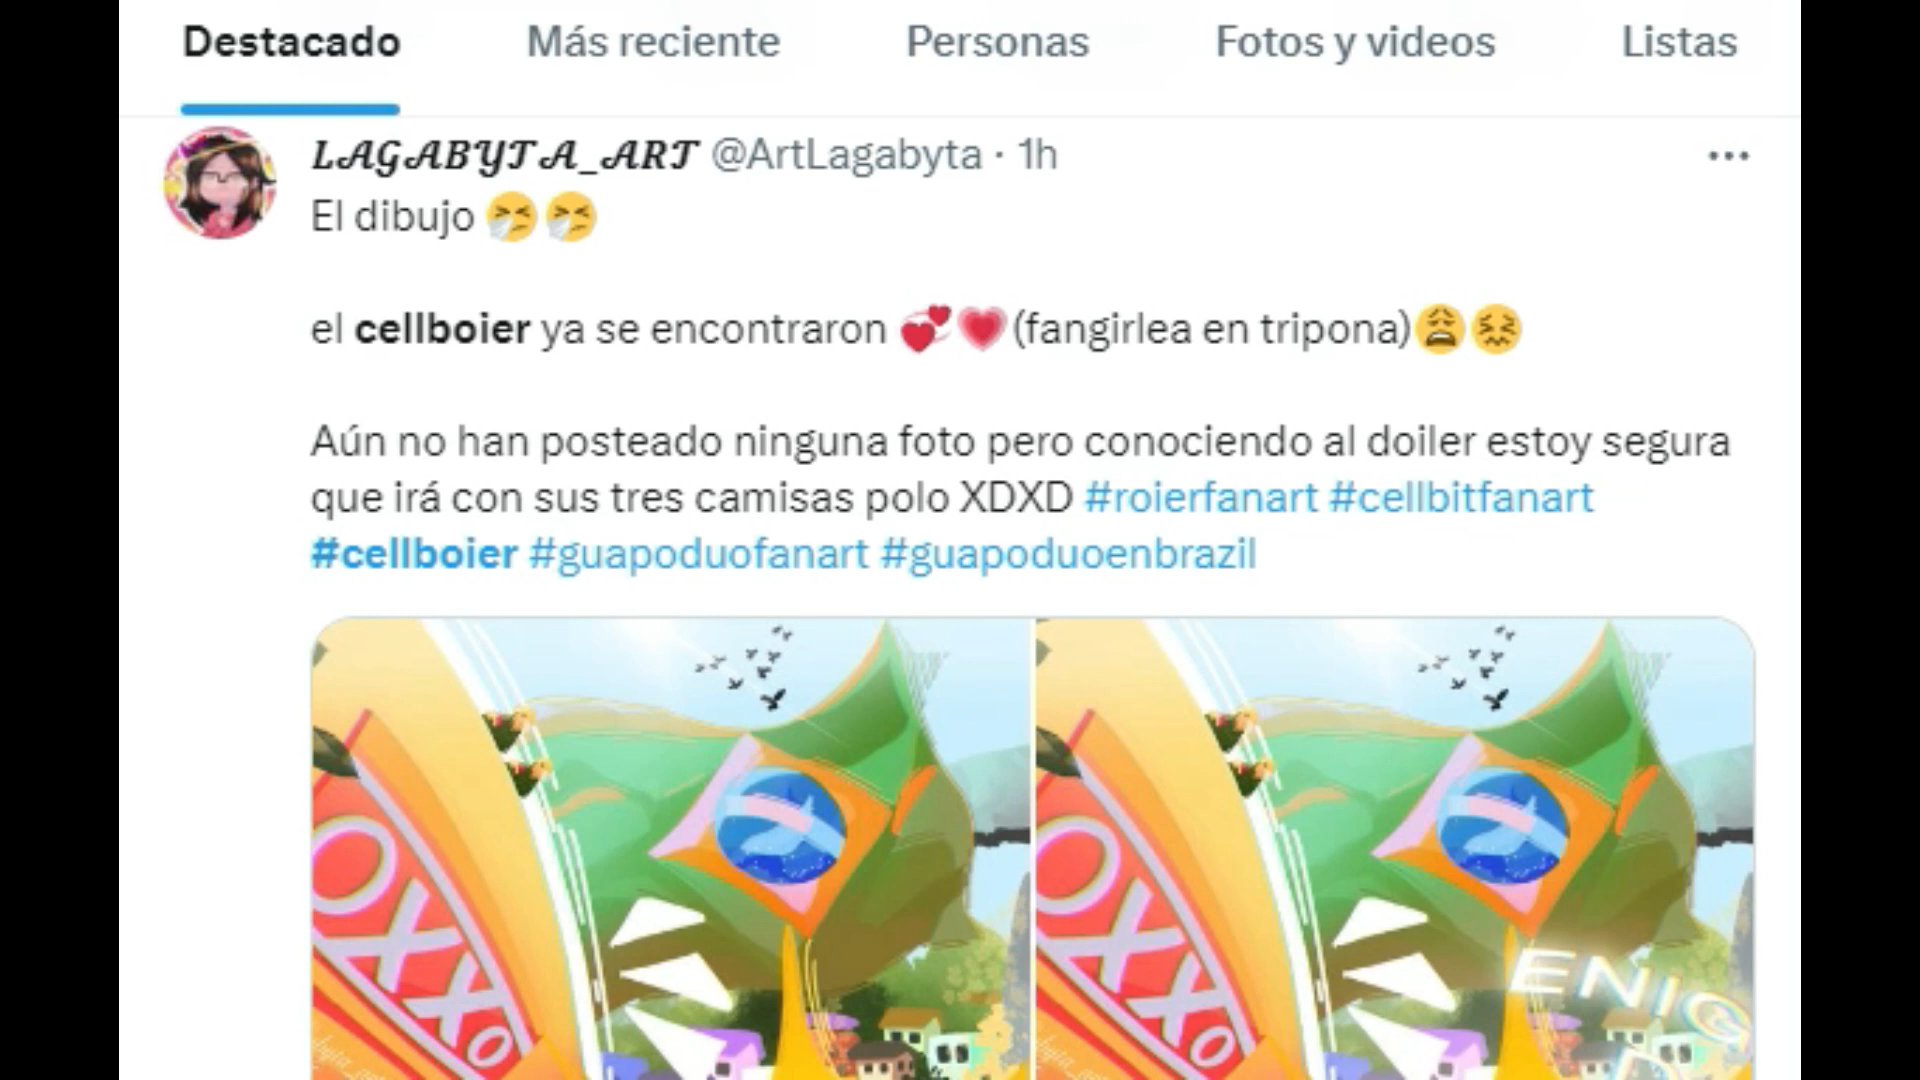 Destacado Más reciente Personas Fotos y videos Listas
LAGABYTA_ART @ArtLagabyta · 1h
El dibujo 🤧🤧
el cellboier ya se encontraron 💞💗(fangirlea en tripona)😩😖
Aún no han posteado ninguna foto pero conociendo al doiler estoy segura
que irá con sus tres camisas polo XDXD #roierfanart #cellbitfanart
#cellboier #guapoduofanart #guapoduoenbrazil
OXXO
OXXO
ENIG